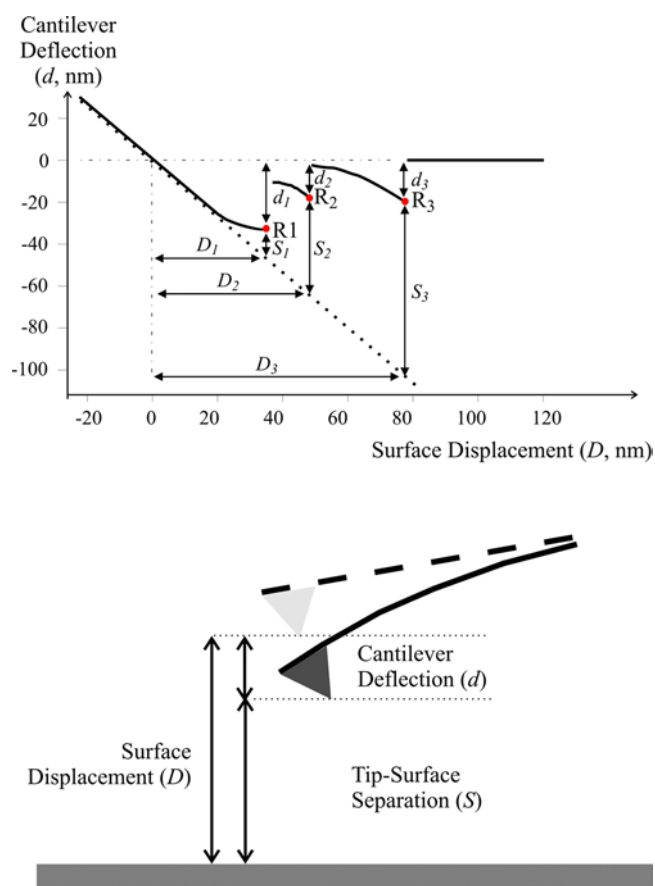 Cantilever
Deflection
(d, nm)
20
0
-20
-40
-60
-80
-100
d1
d2
d3
R1
R2
R3
S1
S2
S3
D1
D2
D3
-20
0
20
40
60
80
100
120
Surface Displacement (D, nm)
Cantilever
Deflection (d)
Surface
Displacement (D)
Tip-Surface
Separation (S)